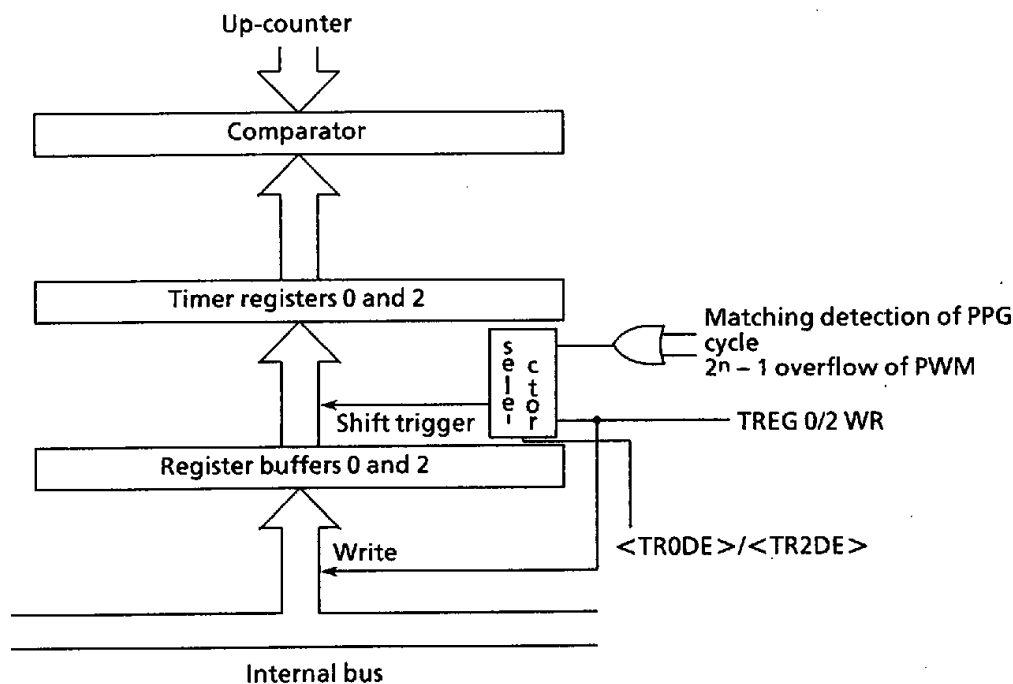 Up-counter
Comparator
Timer registers 0 and 2
selector
Matching detection of PPG
cycle
2ⁿ – 1 overflow of PWM
Shift trigger
TREG 0/2 WR
Register buffers 0 and 2
Write
<TR0DE>/<TR2DE>
Internal bus